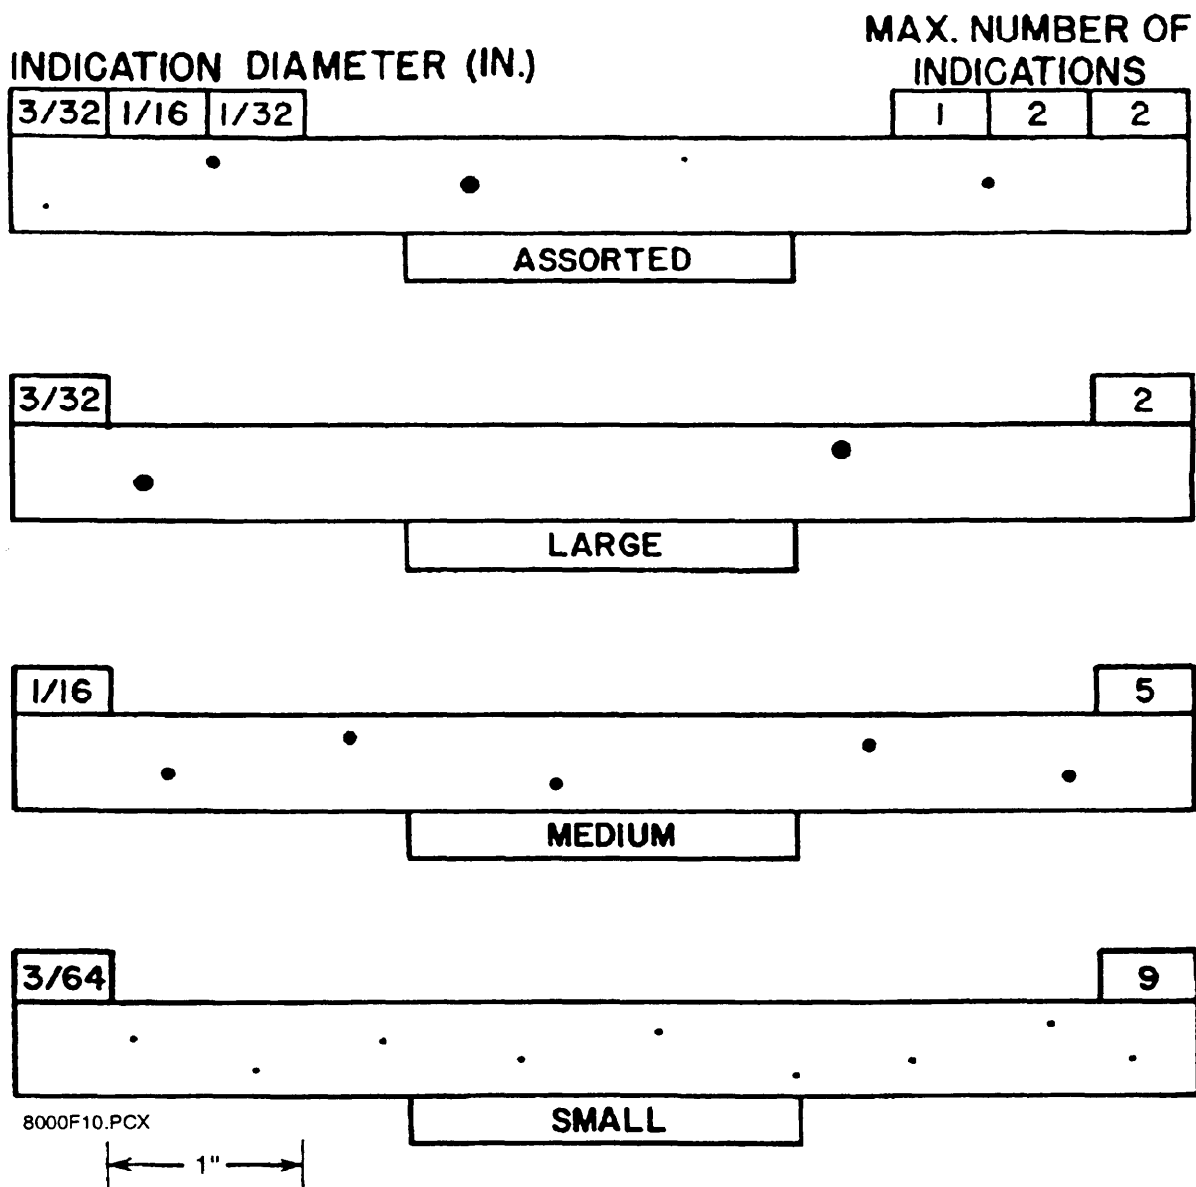 MAX. NUMBER OF
INDICATION DIAMETER (IN.) INDICATIONS
3/32 1/16 1/32 1 2 2
ASSORTED
3/32 2
LARGE
1/16 5
MEDIUM
3/64 9
SMALL
8000F10.PCX
1"